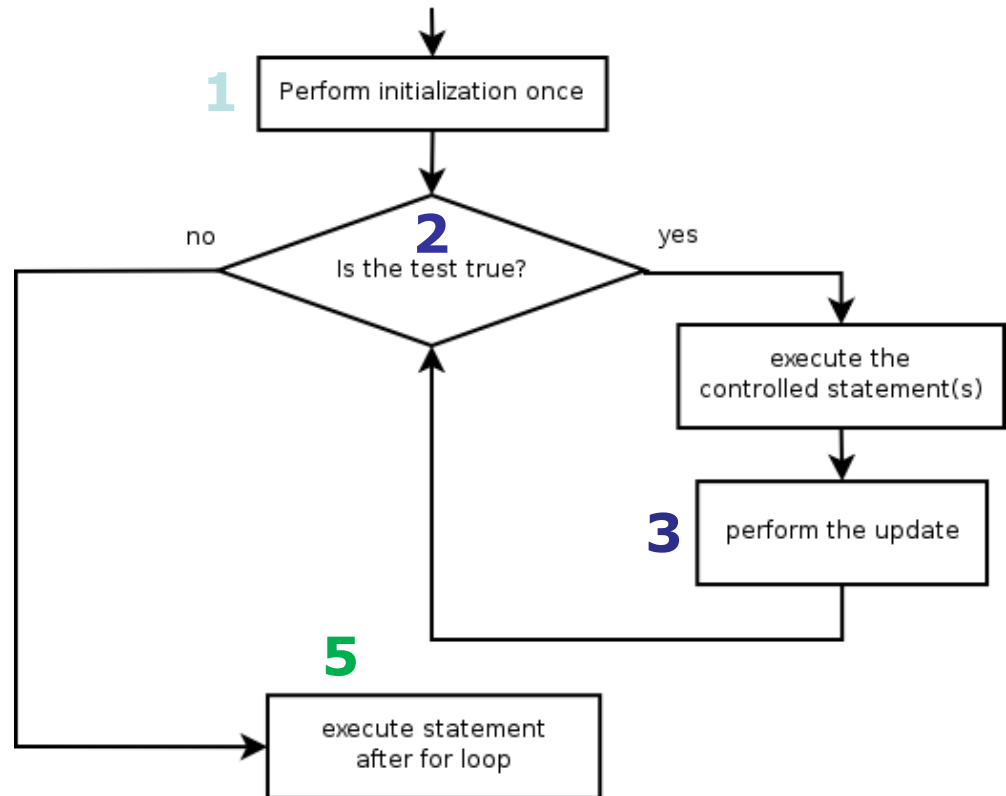 1
Perform initialization once
2
no
yes
Is the test true?
execute the
controlled statement(s)
3
perform the update
5
execute statement
after for loop